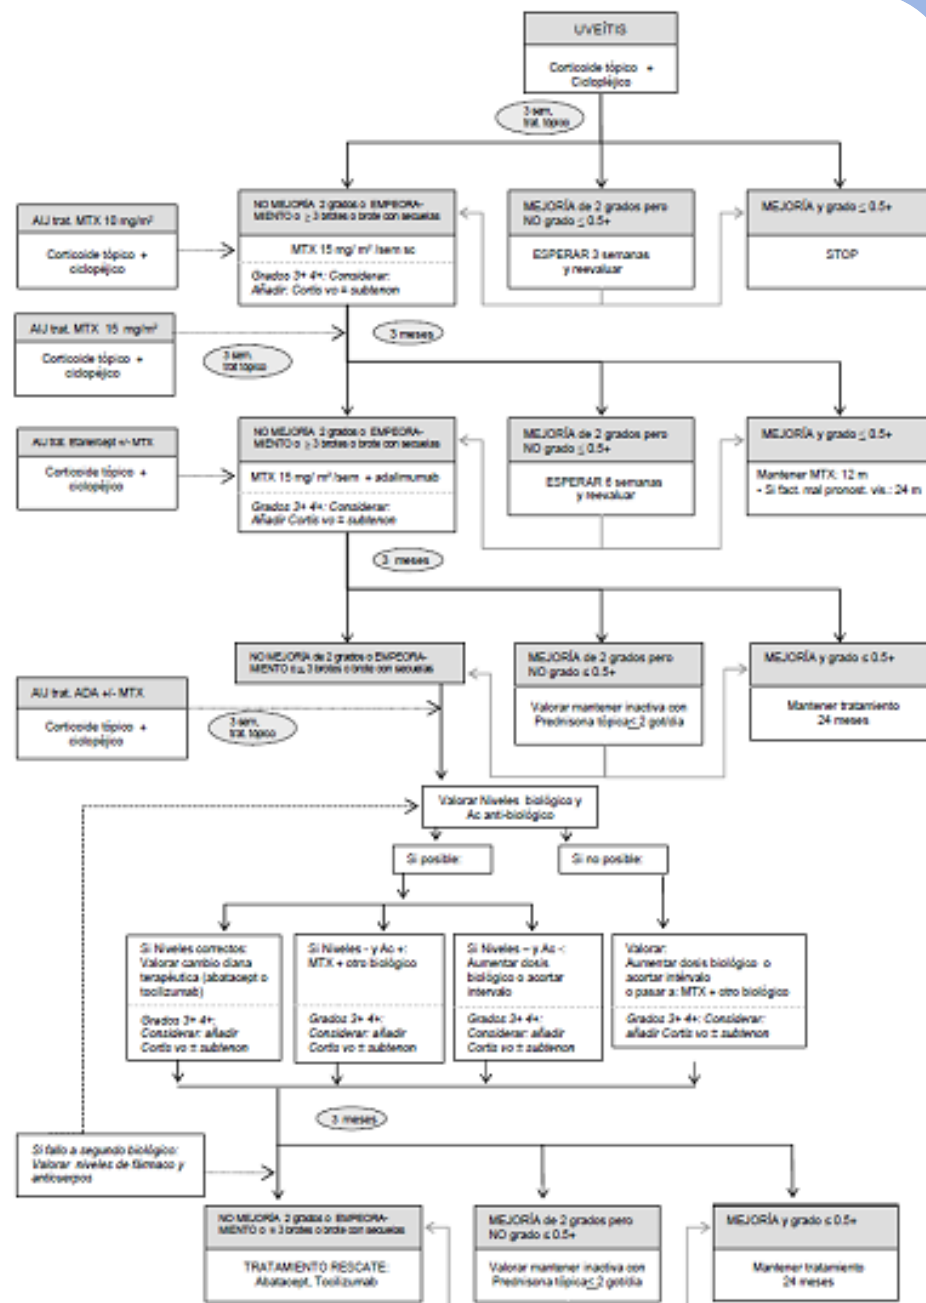 UVEÍTIS
Corticoide tópico +
Ciclopléjico
3 sem.
trat. tópico
AIJ trat. MTX 10 mg/m²
Corticoide tópico +
ciclopéjico
NO MEJORÍA 2 grados o EMPEORA-
MIENTO o ≥ 3 brotes o brote con secuelas
MTX 15 mg/ m² /sem sc
Grados 3+ 4+: Considerar:
Añadir: Cortis vo ± subtenon
MEJORÍA de 2 grados pero
NO grado ≤ 0.5+
ESPERAR 3 semanas
y reevaluar
MEJORÍA y grado ≤ 0.5+
STOP
AIJ trat. MTX 15 mg/m²
Corticoide tópico +
ciclopéjico
3 sem.
trat tópico
3 meses
AIJ trat. Etanercept +/- MTX
Corticoide tópico +
ciclopéjico
NO MEJORÍA 2 grados o EMPEORA-
MIENTO o ≥ 3 brotes o brote con secuelas
MTX 15 mg/ m² /sem + adalimumab
Grados 3+ 4+: Considerar:
Añadir Cortis vo ± subtenon
MEJORÍA de 2 grados pero
NO grado ≤ 0.5+
ESPERAR 6 semanas
y reevaluar
MEJORÍA y grado ≤ 0.5+
Mantener MTX: 12 m
- Si fact. mal pronost. vis.: 24 m
3 meses
NO MEJORÍA de 2 grados o EMPEORA-
MIENTO o ≥ 3 brotes o brote con secuelas
MEJORÍA de 2 grados pero
NO grado ≤ 0.5+
Valorar mantener inactiva con
Prednisona tópica ≤ 2 got/dia
MEJORÍA y grado ≤ 0.5+
Mantener tratamiento
24 meses
AIJ trat. ADA +/- MTX
Corticoide tópico +
ciclopéjico
3 sem.
trat. tópico
Valorar Niveles biológico y
Ac anti-biológico
Si posible:
Si no posible:
Si Niveles correctos:
Valorar cambio diana
terapéutica (abatacept o
tocilizumab)
Grados 3+ 4+:
Considerar: añadir
Cortis vo ± subtenon
Si Niveles - y Ac +:
MTX + otro biológico
Grados 3+ 4+:
Considerar: añadir
Cortis vo ± subtenon
Si Niveles – y Ac -:
Aumentar dosis
biológico o acortar
intervalo
Grados 3+ 4+:
Considerar: añadir
Cortis vo ± subtenon
Valorar:
Aumentar dosis biológico o
acortar intérvalo
o pasar a: MTX + otro biológico
Grados 3+ 4+: Considerar:
añadir Cortis vo ± subtenon
3 meses
Si fallo a segundo biológico:
Valorar niveles de fármaco y
anticuerpos
NO MEJORÍA 2 grados o EMPEORA-
MIENTO o ≥ 3 brotes o brote con secuelas
TRATAMIENTO RESCATE:
Abatacept, Tocilizumab
MEJORÍA de 2 grados pero
NO grado ≤ 0.5+
Valorar mantener inactiva con
Prednisona tópica ≤ 2 got/dia
MEJORÍA y grado ≤ 0.5+
Mantener tratamiento
24 meses